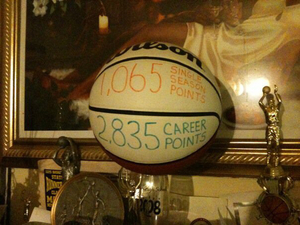 Wilson
1,065 SINGLE
SEASON
POINTS
2,835 CAREER
POINTS